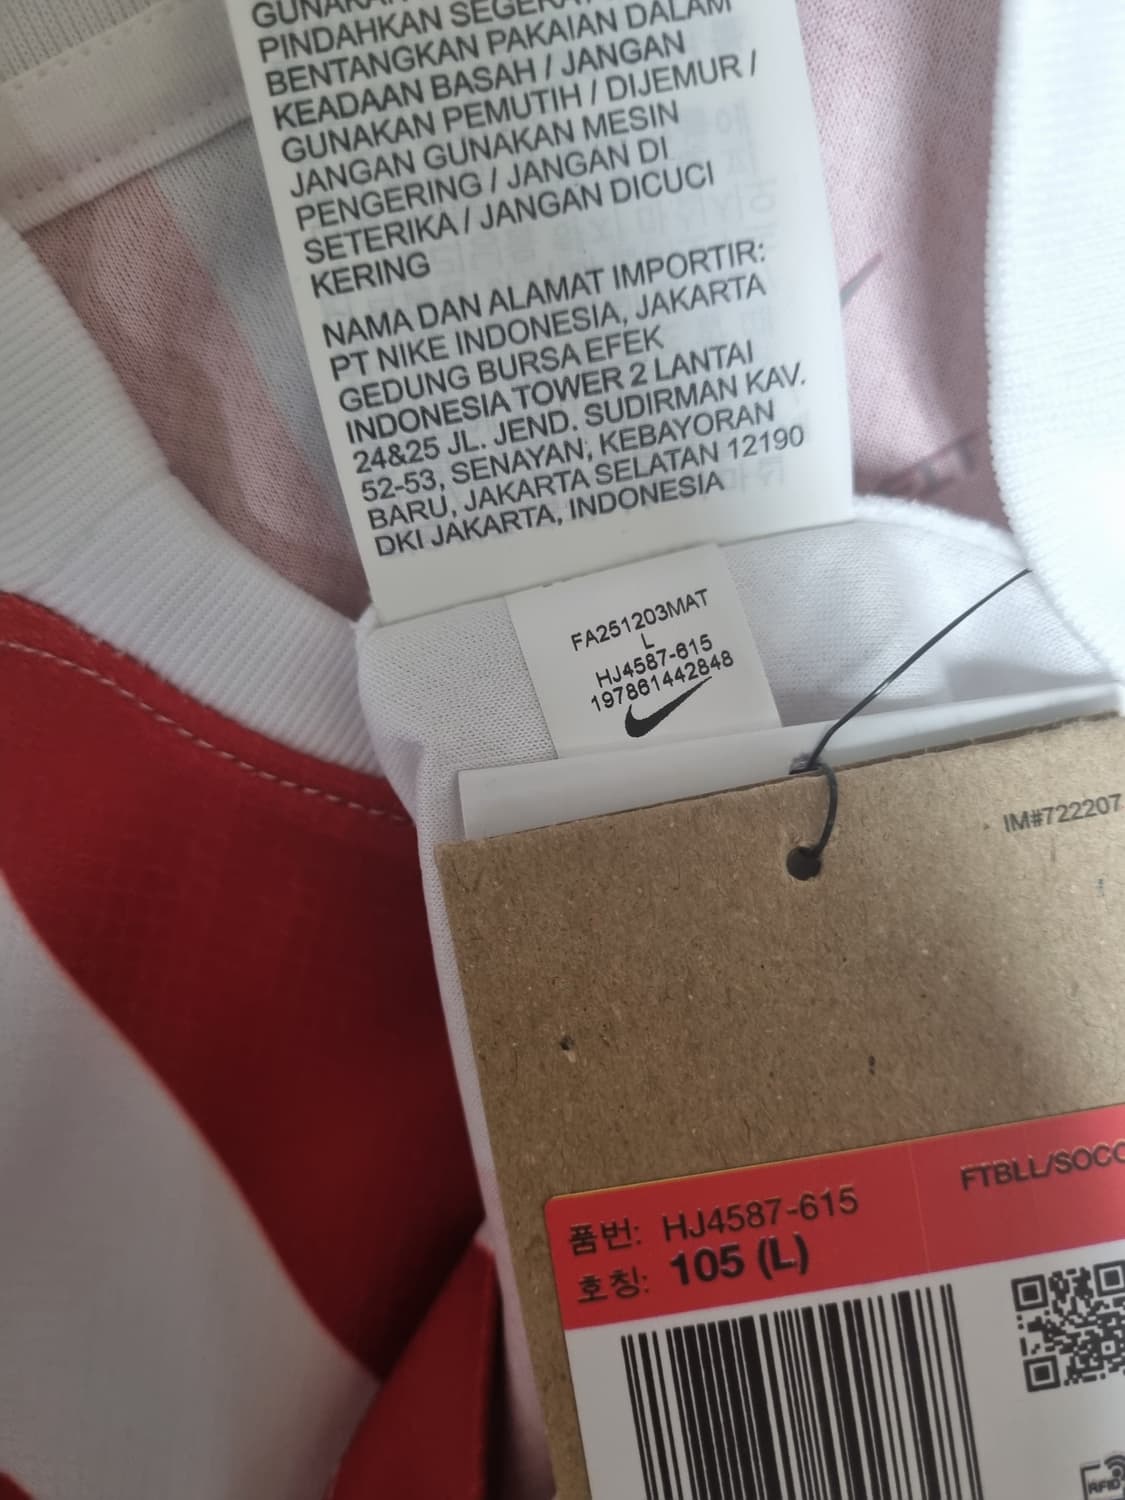 GUNAKAN
PINDAHKAN SEGERA
BENTANGKAN PAKAIAN DALAM
KEADAAN BASAH / JANGAN
GUNAKAN PEMUTIH / DIJEMUR /
JANGAN GUNAKAN MESIN
PENGERING / JANGAN DI
SETERIKA / JANGAN DICUCI
KERING
NAMA DAN ALAMAT IMPORTIR:
PT NIKE INDONESIA, JAKARTA
GEDUNG BURSA EFEK
INDONESIA TOWER 2 LANTAI
24&25 JL. JEND. SUDIRMAN KAV.
52-53, SENAYAN, KEBAYORAN
BARU, JAKARTA SELATAN 12190
DKI JAKARTA, INDONESIA
FA251203MAT
L
HJ4587-615
197861442848
IM#722207
FTBLL/SOCC
품번: HJ4587-615
호칭: 105 (L)
RFID